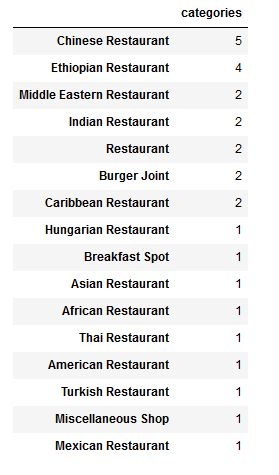 categories
Chinese Restaurant 5
Ethiopian Restaurant 4
Middle Eastern Restaurant 2
Indian Restaurant 2
Restaurant 2
Burger Joint 2
Caribbean Restaurant 2
Hungarian Restaurant 1
Breakfast Spot 1
Asian Restaurant 1
African Restaurant 1
Thai Restaurant 1
American Restaurant 1
Turkish Restaurant 1
Miscellaneous Shop 1
Mexican Restaurant 1